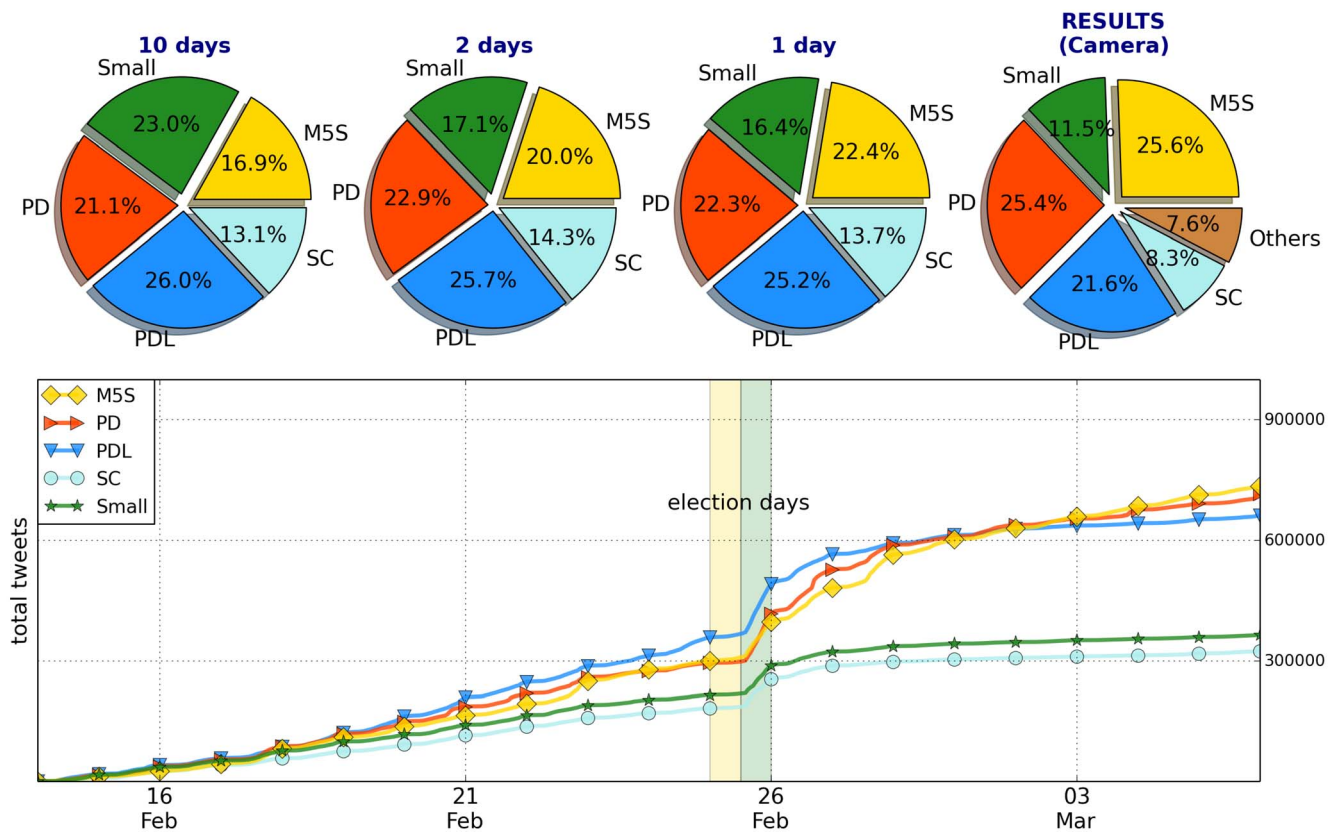 10 days
Small
23.0%
M5S
16.9%
PD
21.1%
13.1%
SC
26.0%
PDL
2 days
Small
17.1%
M5S
20.0%
PD
22.9%
14.3%
SC
25.7%
PDL
1 day
Small
16.4%
M5S
22.4%
PD
22.3%
13.7%
SC
25.2%
PDL
RESULTS
(Camera)
Small
11.5%
M5S
25.6%
PD
25.4%
7.6%
Others
8.3%
SC
21.6%
PDL
M5S
PD
PDL
SC
Small
election days
total tweets
900000
600000
300000
16
Feb
21
Feb
26
Feb
03
Mar